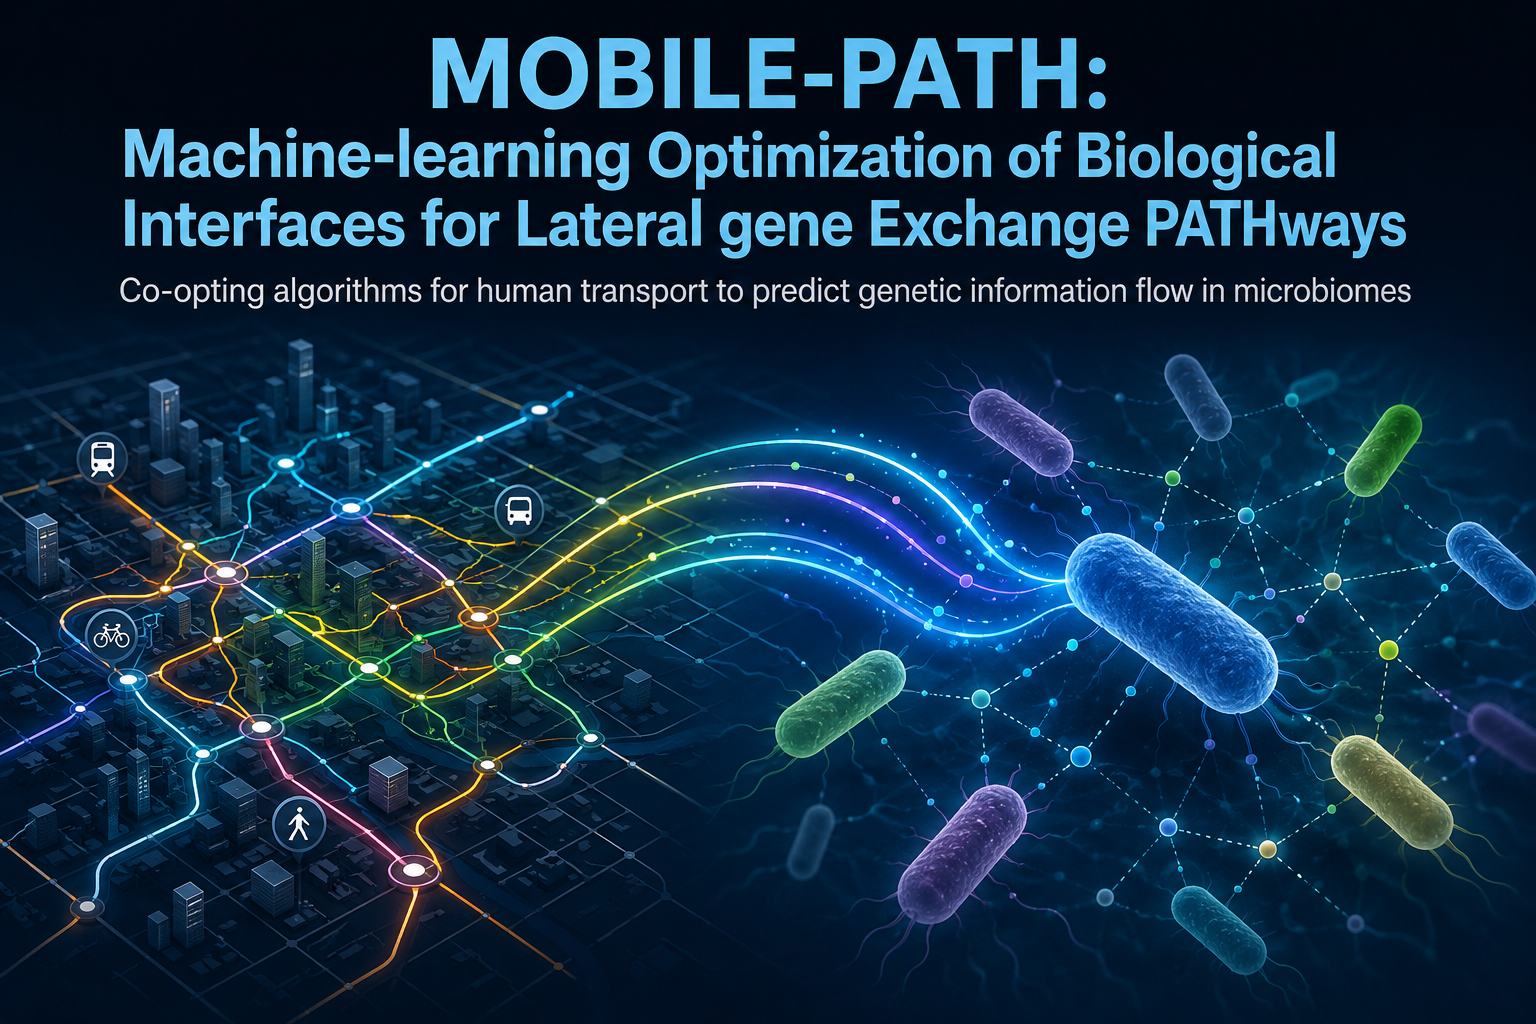 MOBILE-PATH:
Machine-learning Optimization of Biological
Interfaces for Lateral gene Exchange PATHways
Co-opting algorithms for human transport to predict genetic information flow in microbiomes